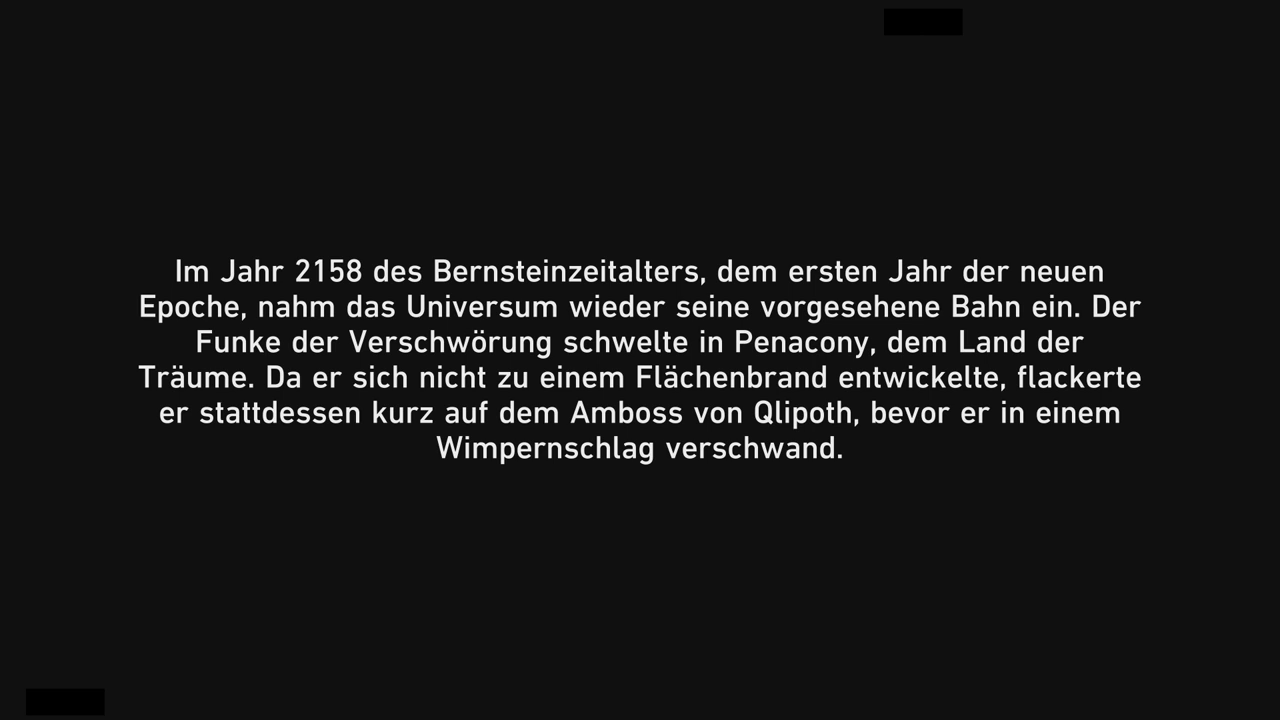 Im Jahr 2158 des Bernsteinzeitalters, dem ersten Jahr der neuen
Epoche, nahm das Universum wieder seine vorgesehene Bahn ein. Der
Funke der Verschwörung schwelte in Penacony, dem Land der
Träume. Da er sich nicht zu einem Flächenbrand entwickelte, flackerte
er stattdessen kurz auf dem Amboss von Qlipoth, bevor er in einem
Wimpernschlag verschwand.